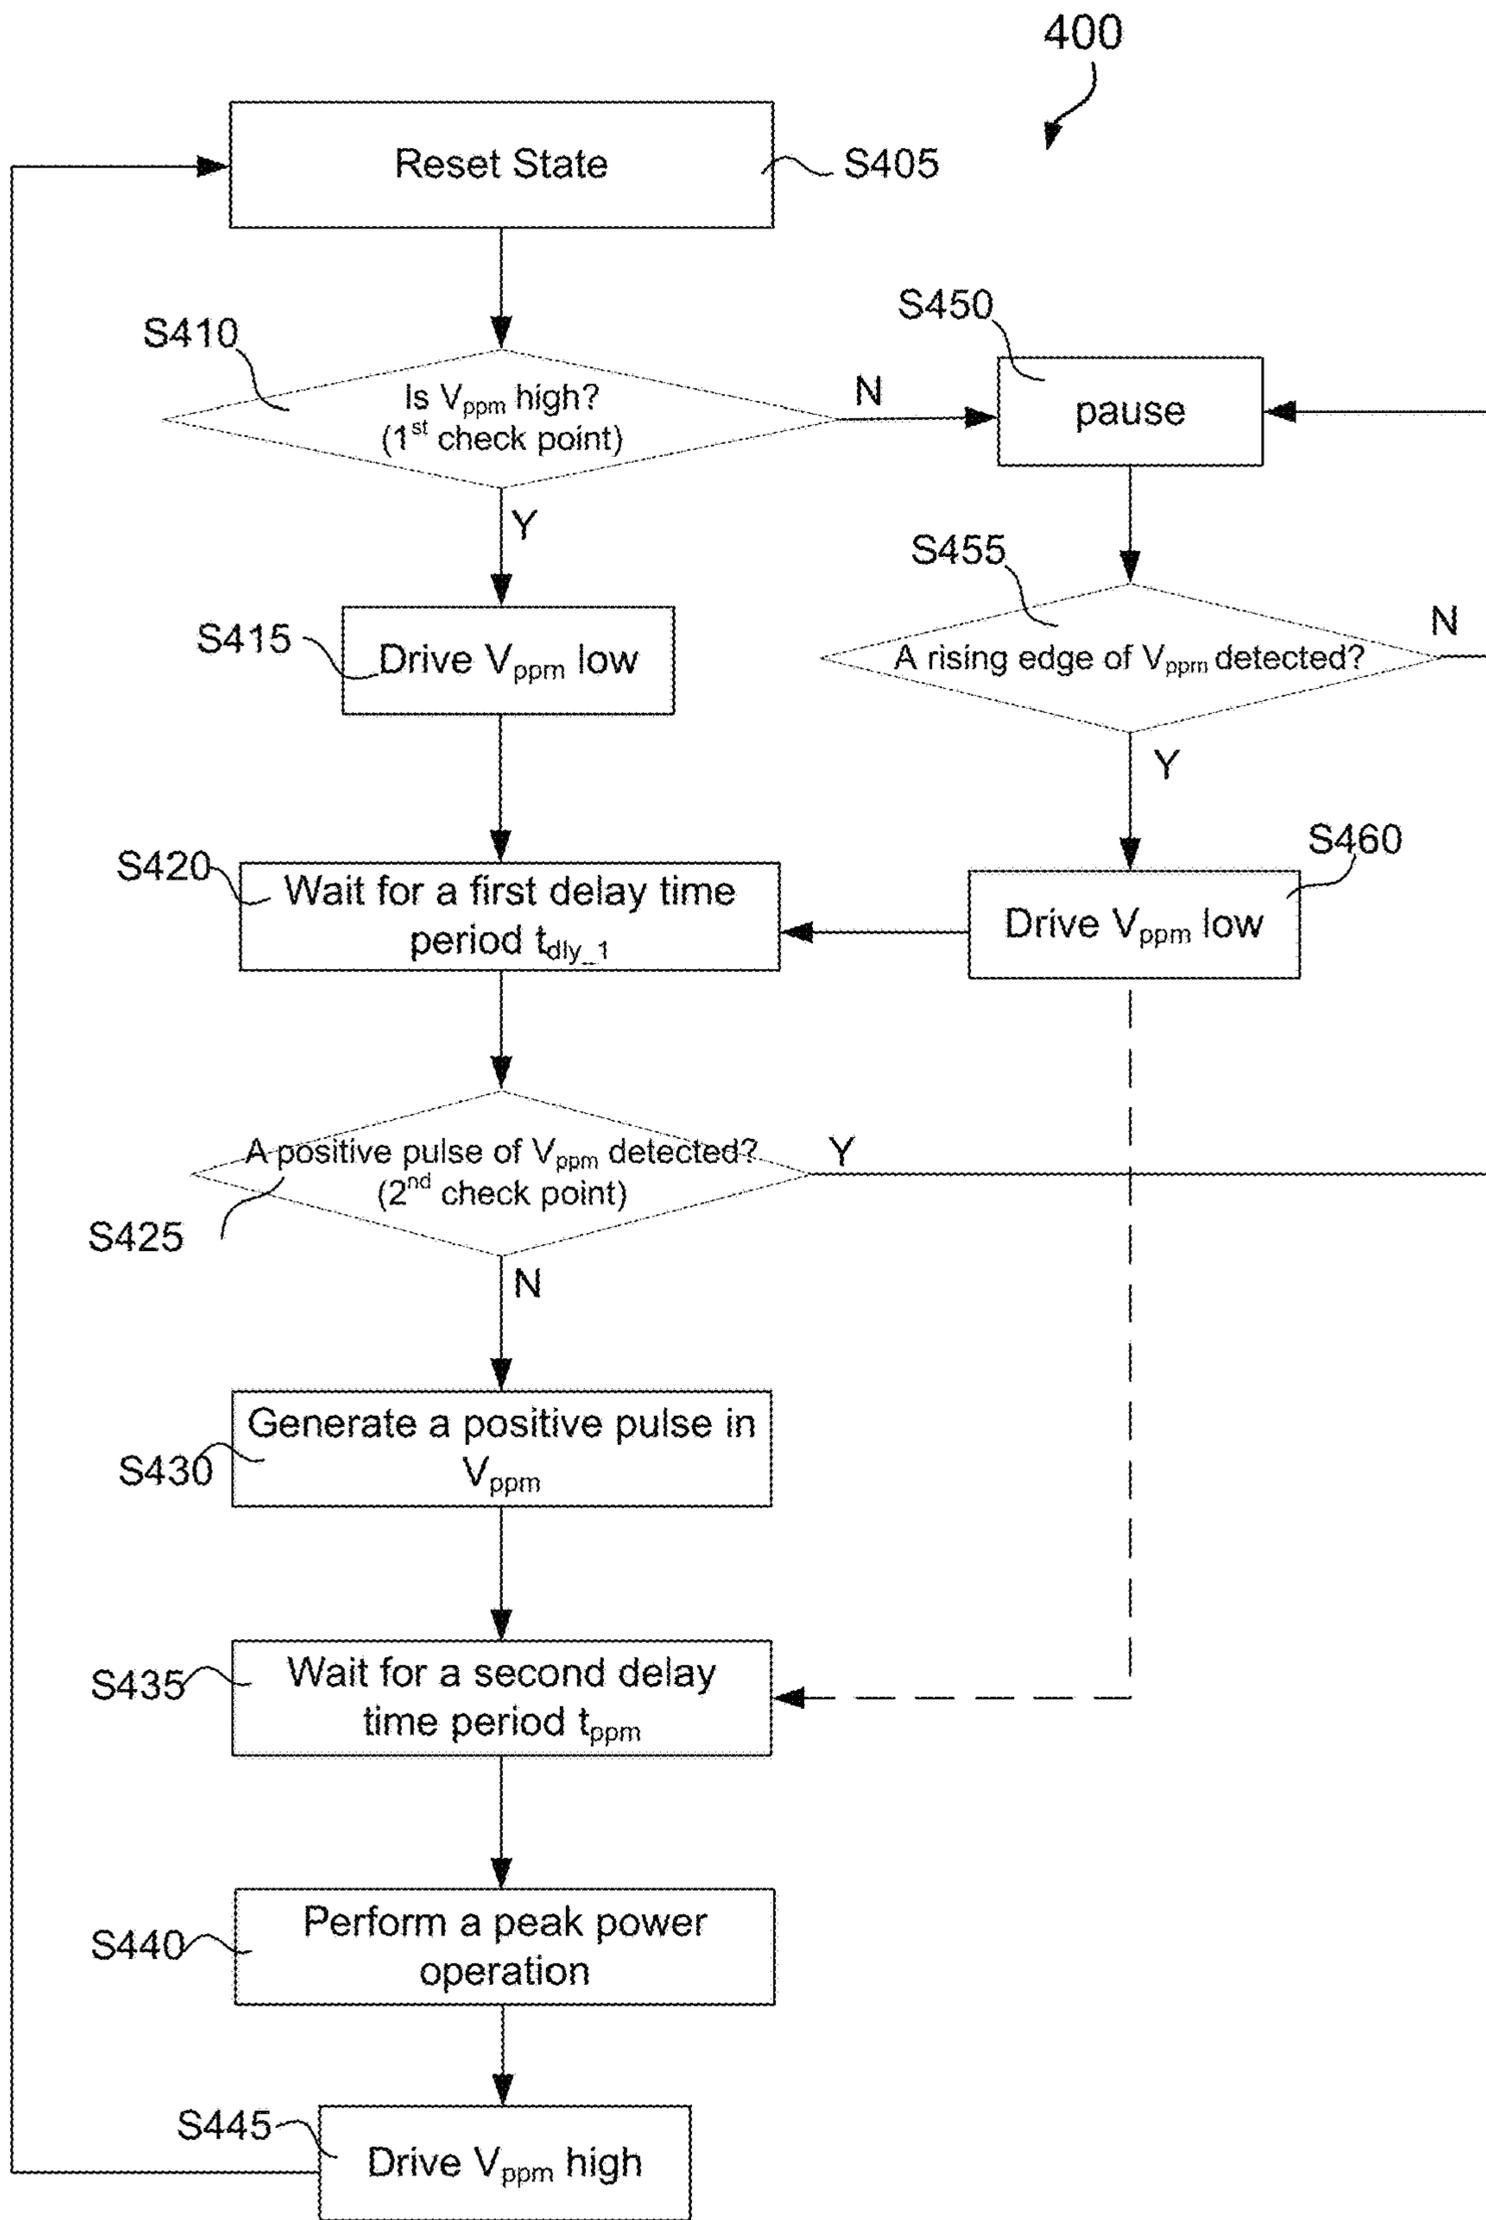 400
Reset State
S405
S410
Is Vppm high?
(1st check point)
N
Y
S450
pause
S415
Drive Vppm low
S455
A rising edge of Vppm detected?
N
Y
S420
Wait for a first delay time
period tdly_1
S460
Drive Vppm low
A positive pulse of Vppm detected?
(2nd check point)
Y
S425
N
Generate a positive pulse in
Vppm
S430
S435
Wait for a second delay
time period tppm
S440
Perform a peak power
operation
S445
Drive Vppm high